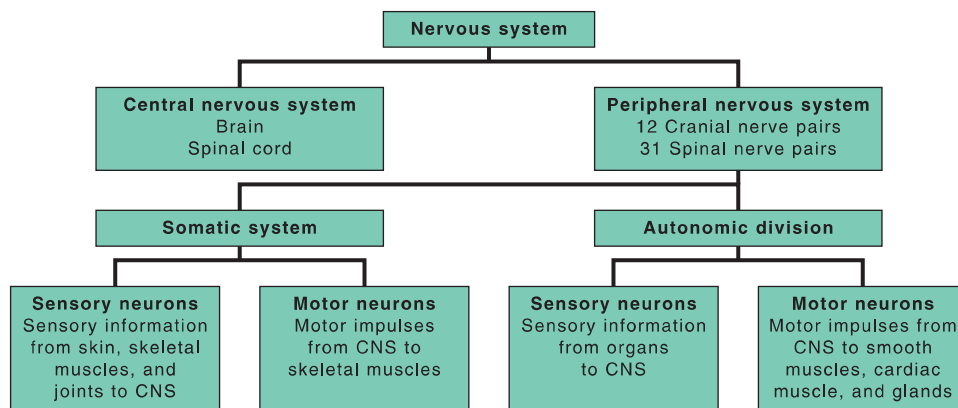 Nervous system
Central nervous system
Brain
Spinal cord
Peripheral nervous system
12 Cranial nerve pairs
31 Spinal nerve pairs
Somatic system
Autonomic division
Sensory neurons
Sensory information
from skin, skeletal
muscles, and
joints to CNS
Motor neurons
Motor impulses
from CNS to
skeletal muscles
Sensory neurons
Sensory information
from organs
to CNS
Motor neurons
Motor impulses from
CNS to smooth
muscles, cardiac
muscle, and glands